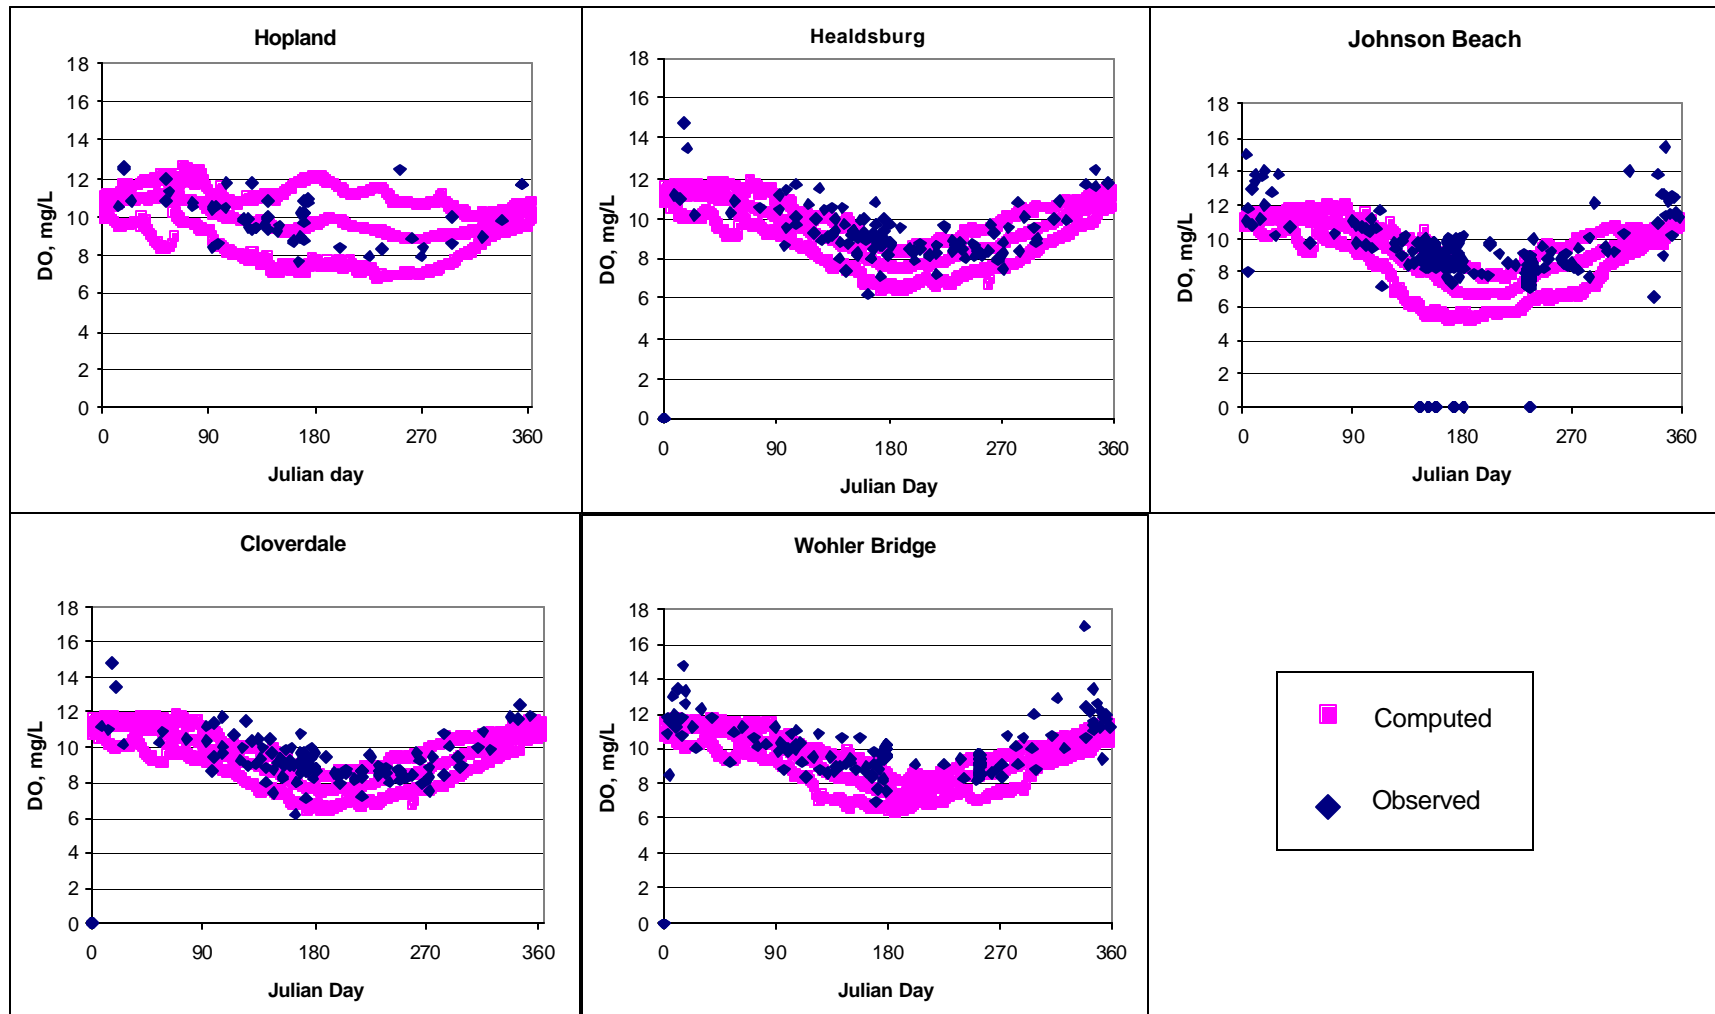 Hopland
18
16
14
12
10
8
6
4
2
0
DO, mg/L
0 90 180 270 360
Julian day
Healdsburg
18
16
14
12
10
8
6
4
2
0
DO, mg/L
0 90 180 270 360
Julian Day
Johnson Beach
18
16
14
12
10
8
6
4
2
0
DO, mg/L
0 90 180 270 360
Julian Day
Cloverdale
18
16
14
12
10
8
6
4
2
0
DO, mg/L
0 90 180 270 360
Julian Day
Wohler Bridge
18
16
14
12
10
8
6
4
2
0
DO, mg/L
0 90 180 270 360
Julian Day
Computed
Observed